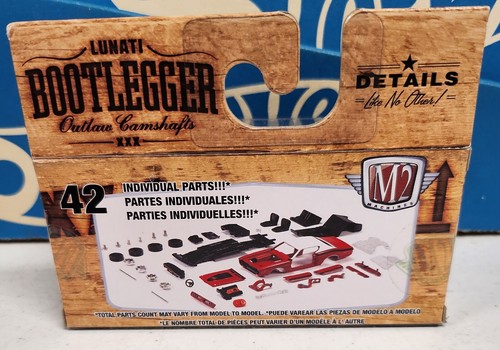 LUNATI
BOOTLEGGER
Outlaw Camshafts
XXX
DETAILS
Like No Other!
42
INDIVIDUAL PARTS!!!*
PARTES INDIVIDUALES!!!*
PARTIES INDIVIDUELLES!!!*
M2
MACHINES
*TOTAL PARTS COUNT MAY VARY FROM MODEL TO MODEL. *PUEDE VAREAR LAS PIEZAS DE MODELO A MODELO
*LE NOMBRE TOTAL DE PIÈCES PEUT VARIER D'UN MODÈLE À L'AUTRE